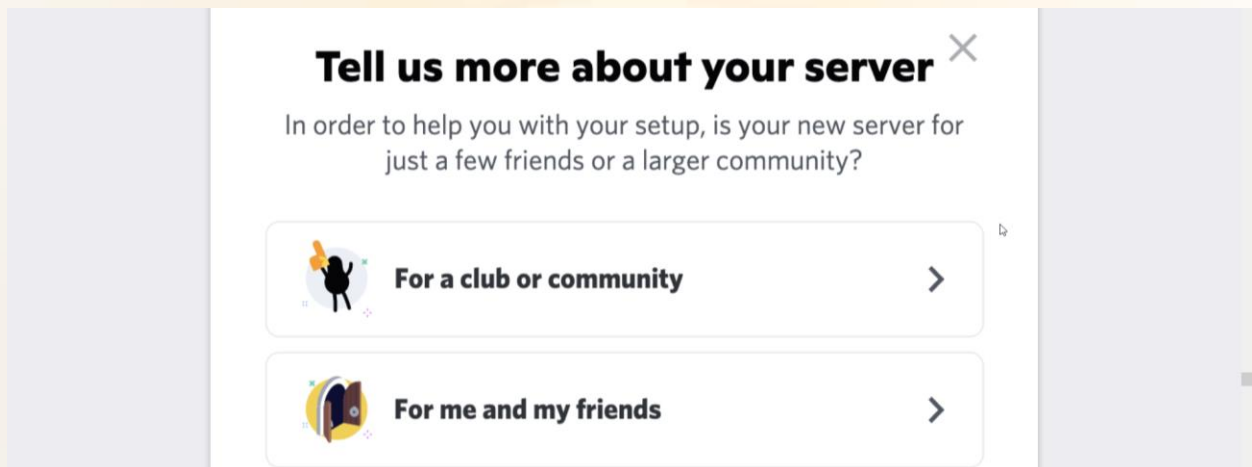 Tell us more about your server
In order to help you with your setup, is your new server for
just a few friends or a larger community?
For a club or community
For me and my friends